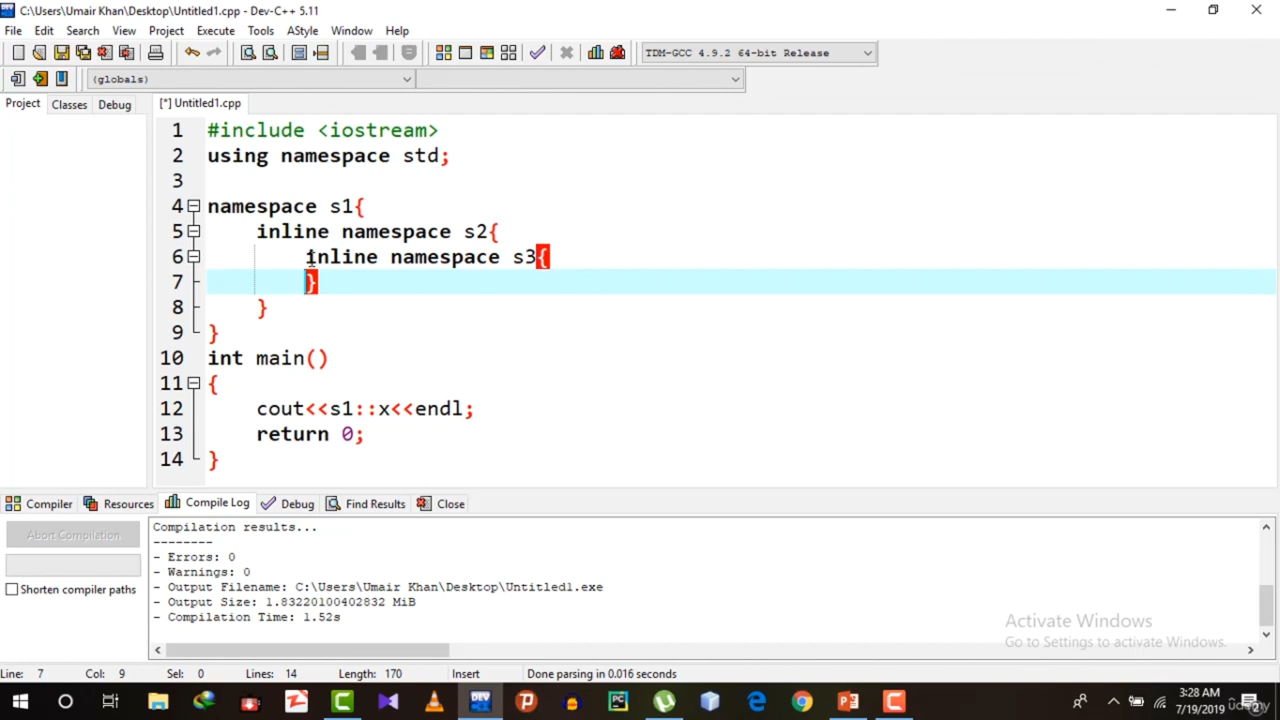 C:\Users\Umair Khan\Desktop\Untitled1.cpp - Dev-C++ 5.11
File Edit Search View Project Execute Tools AStyle Window Help
TDM-GCC 4.9.2 64-bit Release
(globals)
Project Classes Debug [*] Untitled1.cpp
1 #include <iostream>
2 using namespace std;
3
4 namespace s1{
5 inline namespace s2{
6 inline namespace s3{
7 }
8 }
9 }
10 int main()
11 {
12 cout<<s1::x<<endl;
13 return 0;
14 }
Compiler Resources Compile Log Debug Find Results Close
Abort Compilation
Shorten compiler paths
Compilation results...
--------
- Errors: 0
- Warnings: 0
- Output Filename: C:\Users\Umair Khan\Desktop\Untitled1.exe
- Output Size: 1.83220100402832 MiB
- Compilation Time: 1.52s
Activate Windows
Go to Settings to activate Windows.
Line: 7 Col: 9 Sel: 0 Lines: 14 Length: 170 Insert Done parsing in 0.016 seconds
DEV
PC
3:28 AM
7/19/2019
2